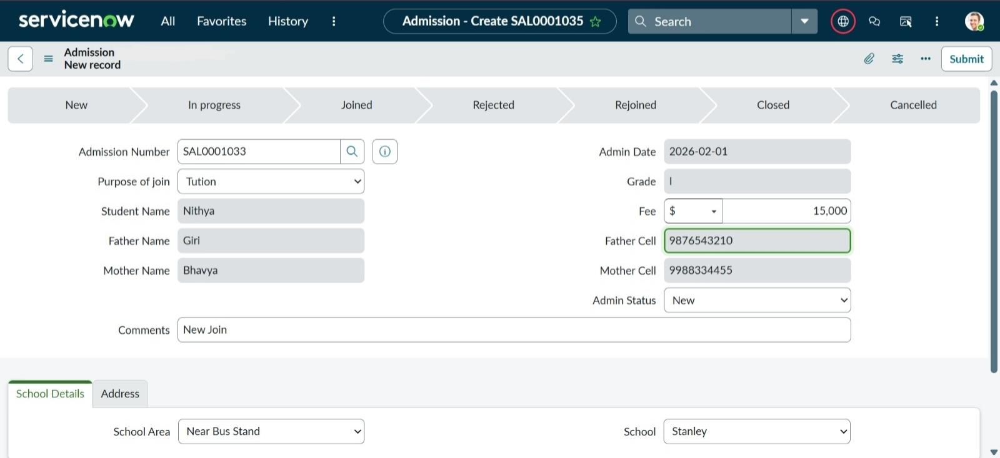 servicenow All Favorites History Admission - Create SAL0001035 Search
Admission
New record
Submit
New In progress Joined Rejected Rejoined Closed Cancelled
Admission Number SAL0001033 Admin Date 2026-02-01
Purpose of join Tution Grade I
Student Name Nithya Fee $ 15,000
Father Name Giri Father Cell 9876543210
Mother Name Bhavya Mother Cell 9988334455
Admin Status New
Comments New Join
School Details Address
School Area Near Bus Stand School Stanley